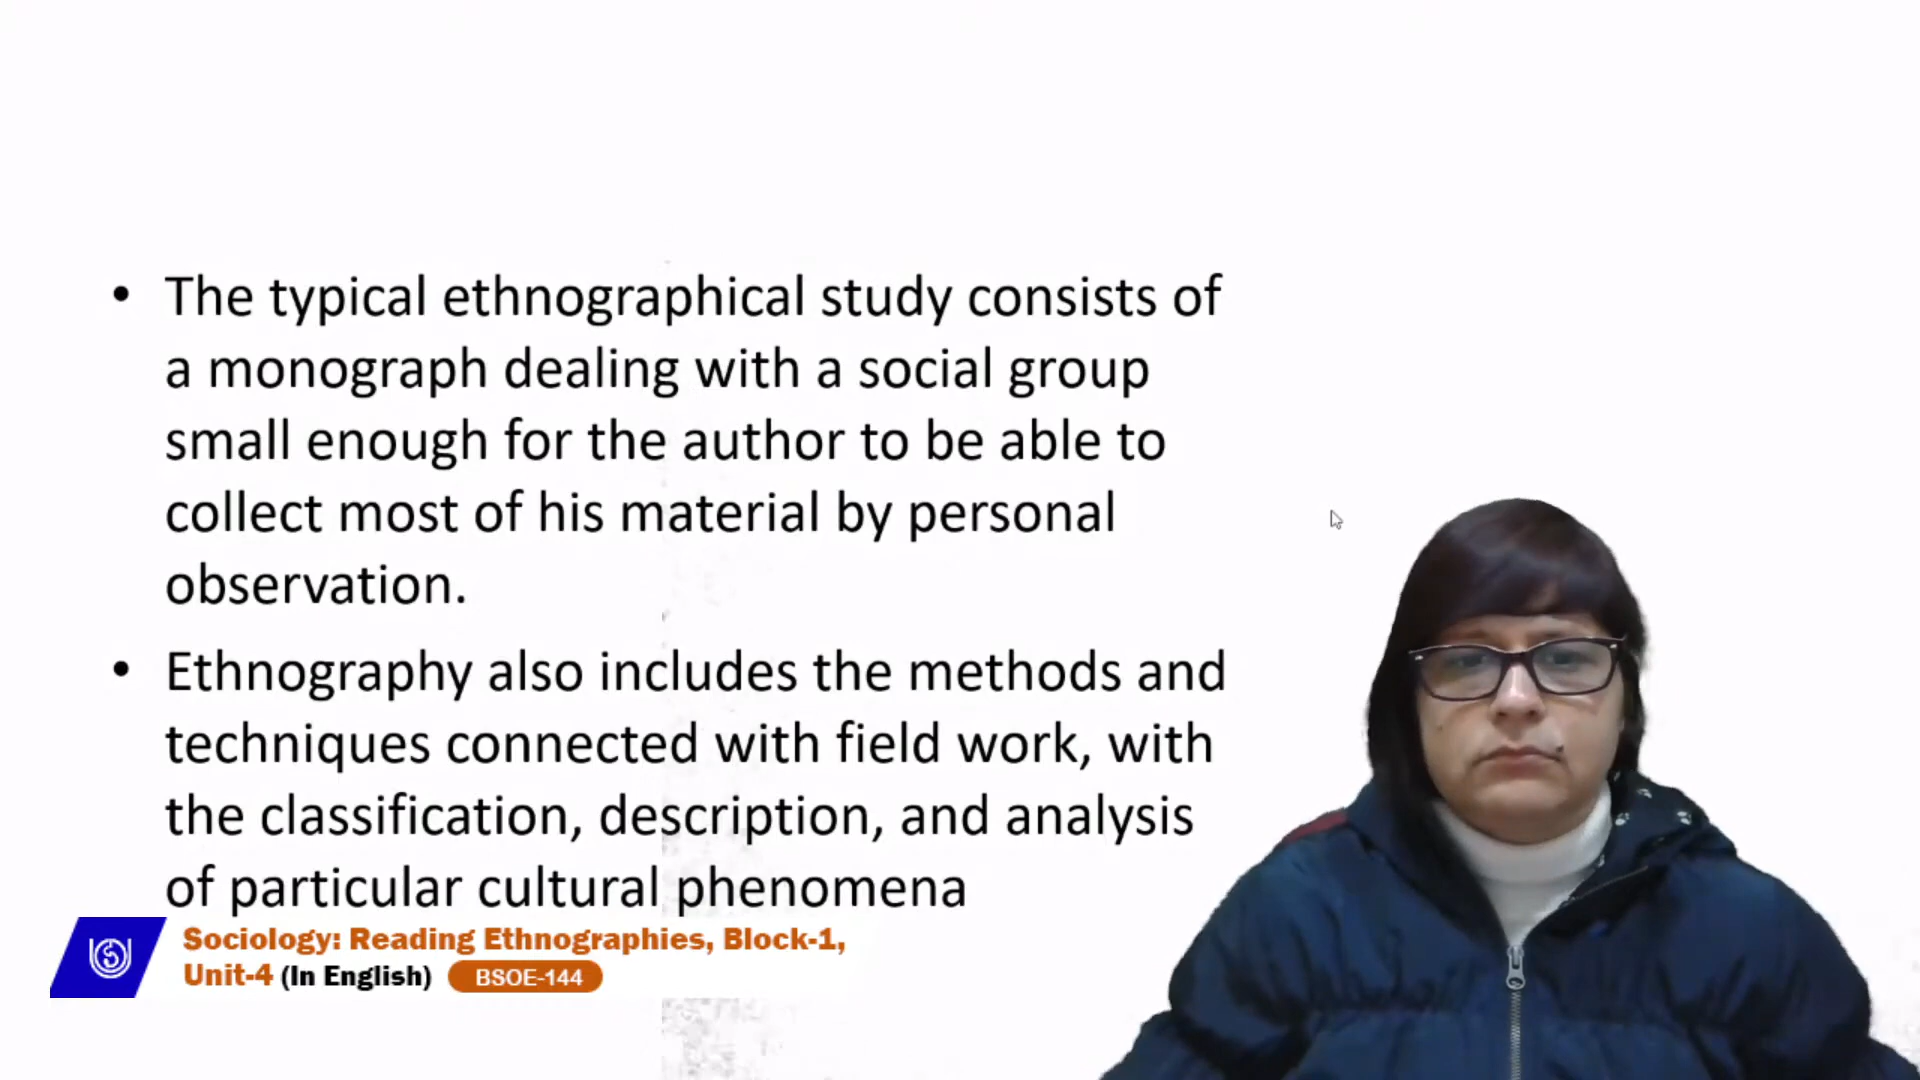 • The typical ethnographical study consists of
a monograph dealing with a social group
small enough for the author to be able to
collect most of his material by personal
observation.
• Ethnography also includes the methods and
techniques connected with field work, with
the classification, description, and analysis
of particular cultural phenomena
Sociology: Reading Ethnographies, Block-1,
Unit-4 (In English) BSOE-144